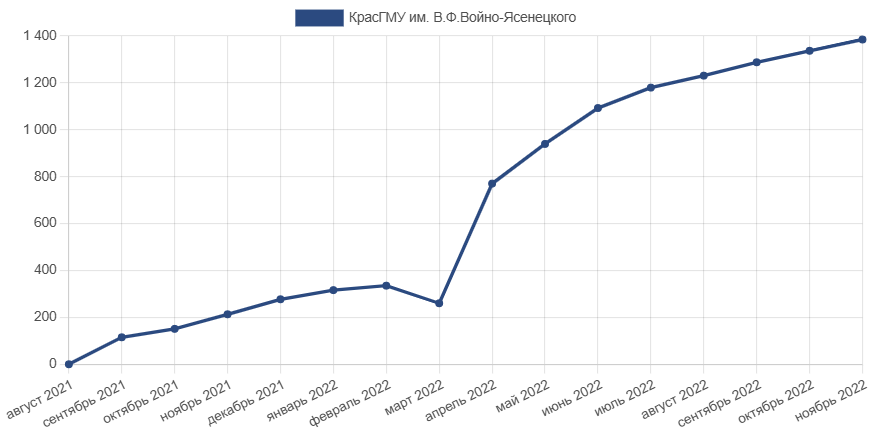 КрасГМУ им. В.Ф.Войно-Ясенецкого
1 400
1 200
1 000
800
600
400
200
0
август 2021
сентябрь 2021
октябрь 2021
ноябрь 2021
декабрь 2021
январь 2022
февраль 2022
март 2022
апрель 2022
май 2022
июнь 2022
июль 2022
август 2022
сентябрь 2022
октябрь 2022
ноябрь 2022